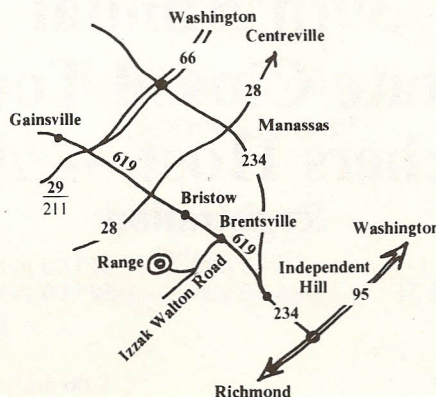 Washington
66
Centreville
28
Gainsville
Manassas
619
234
29
211
Bristow
28
Brentsville
619
Washington
Range
Independent
Hill
95
Izzak Walton Road
234
Richmond